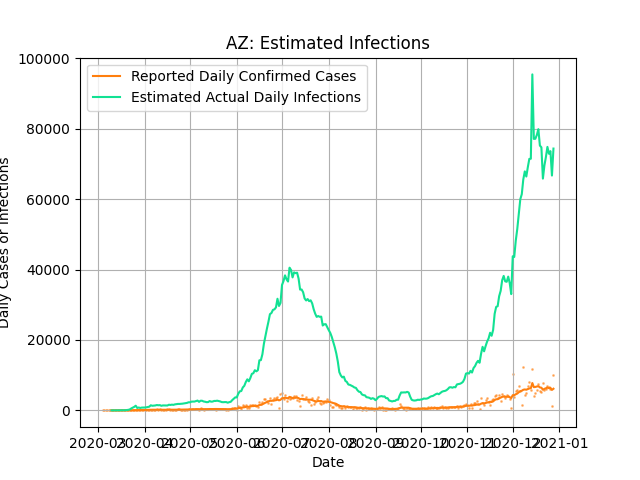 AZ: Estimated Infections
Reported Daily Confirmed Cases
Estimated Actual Daily Infections
100000
80000
60000
40000
20000
0
Daily Cases or Infections
2020-03 2020-04 2020-05 2020-06 2020-07 2020-08 2020-09 2020-10 2020-11 2020-12 2021-01
Date